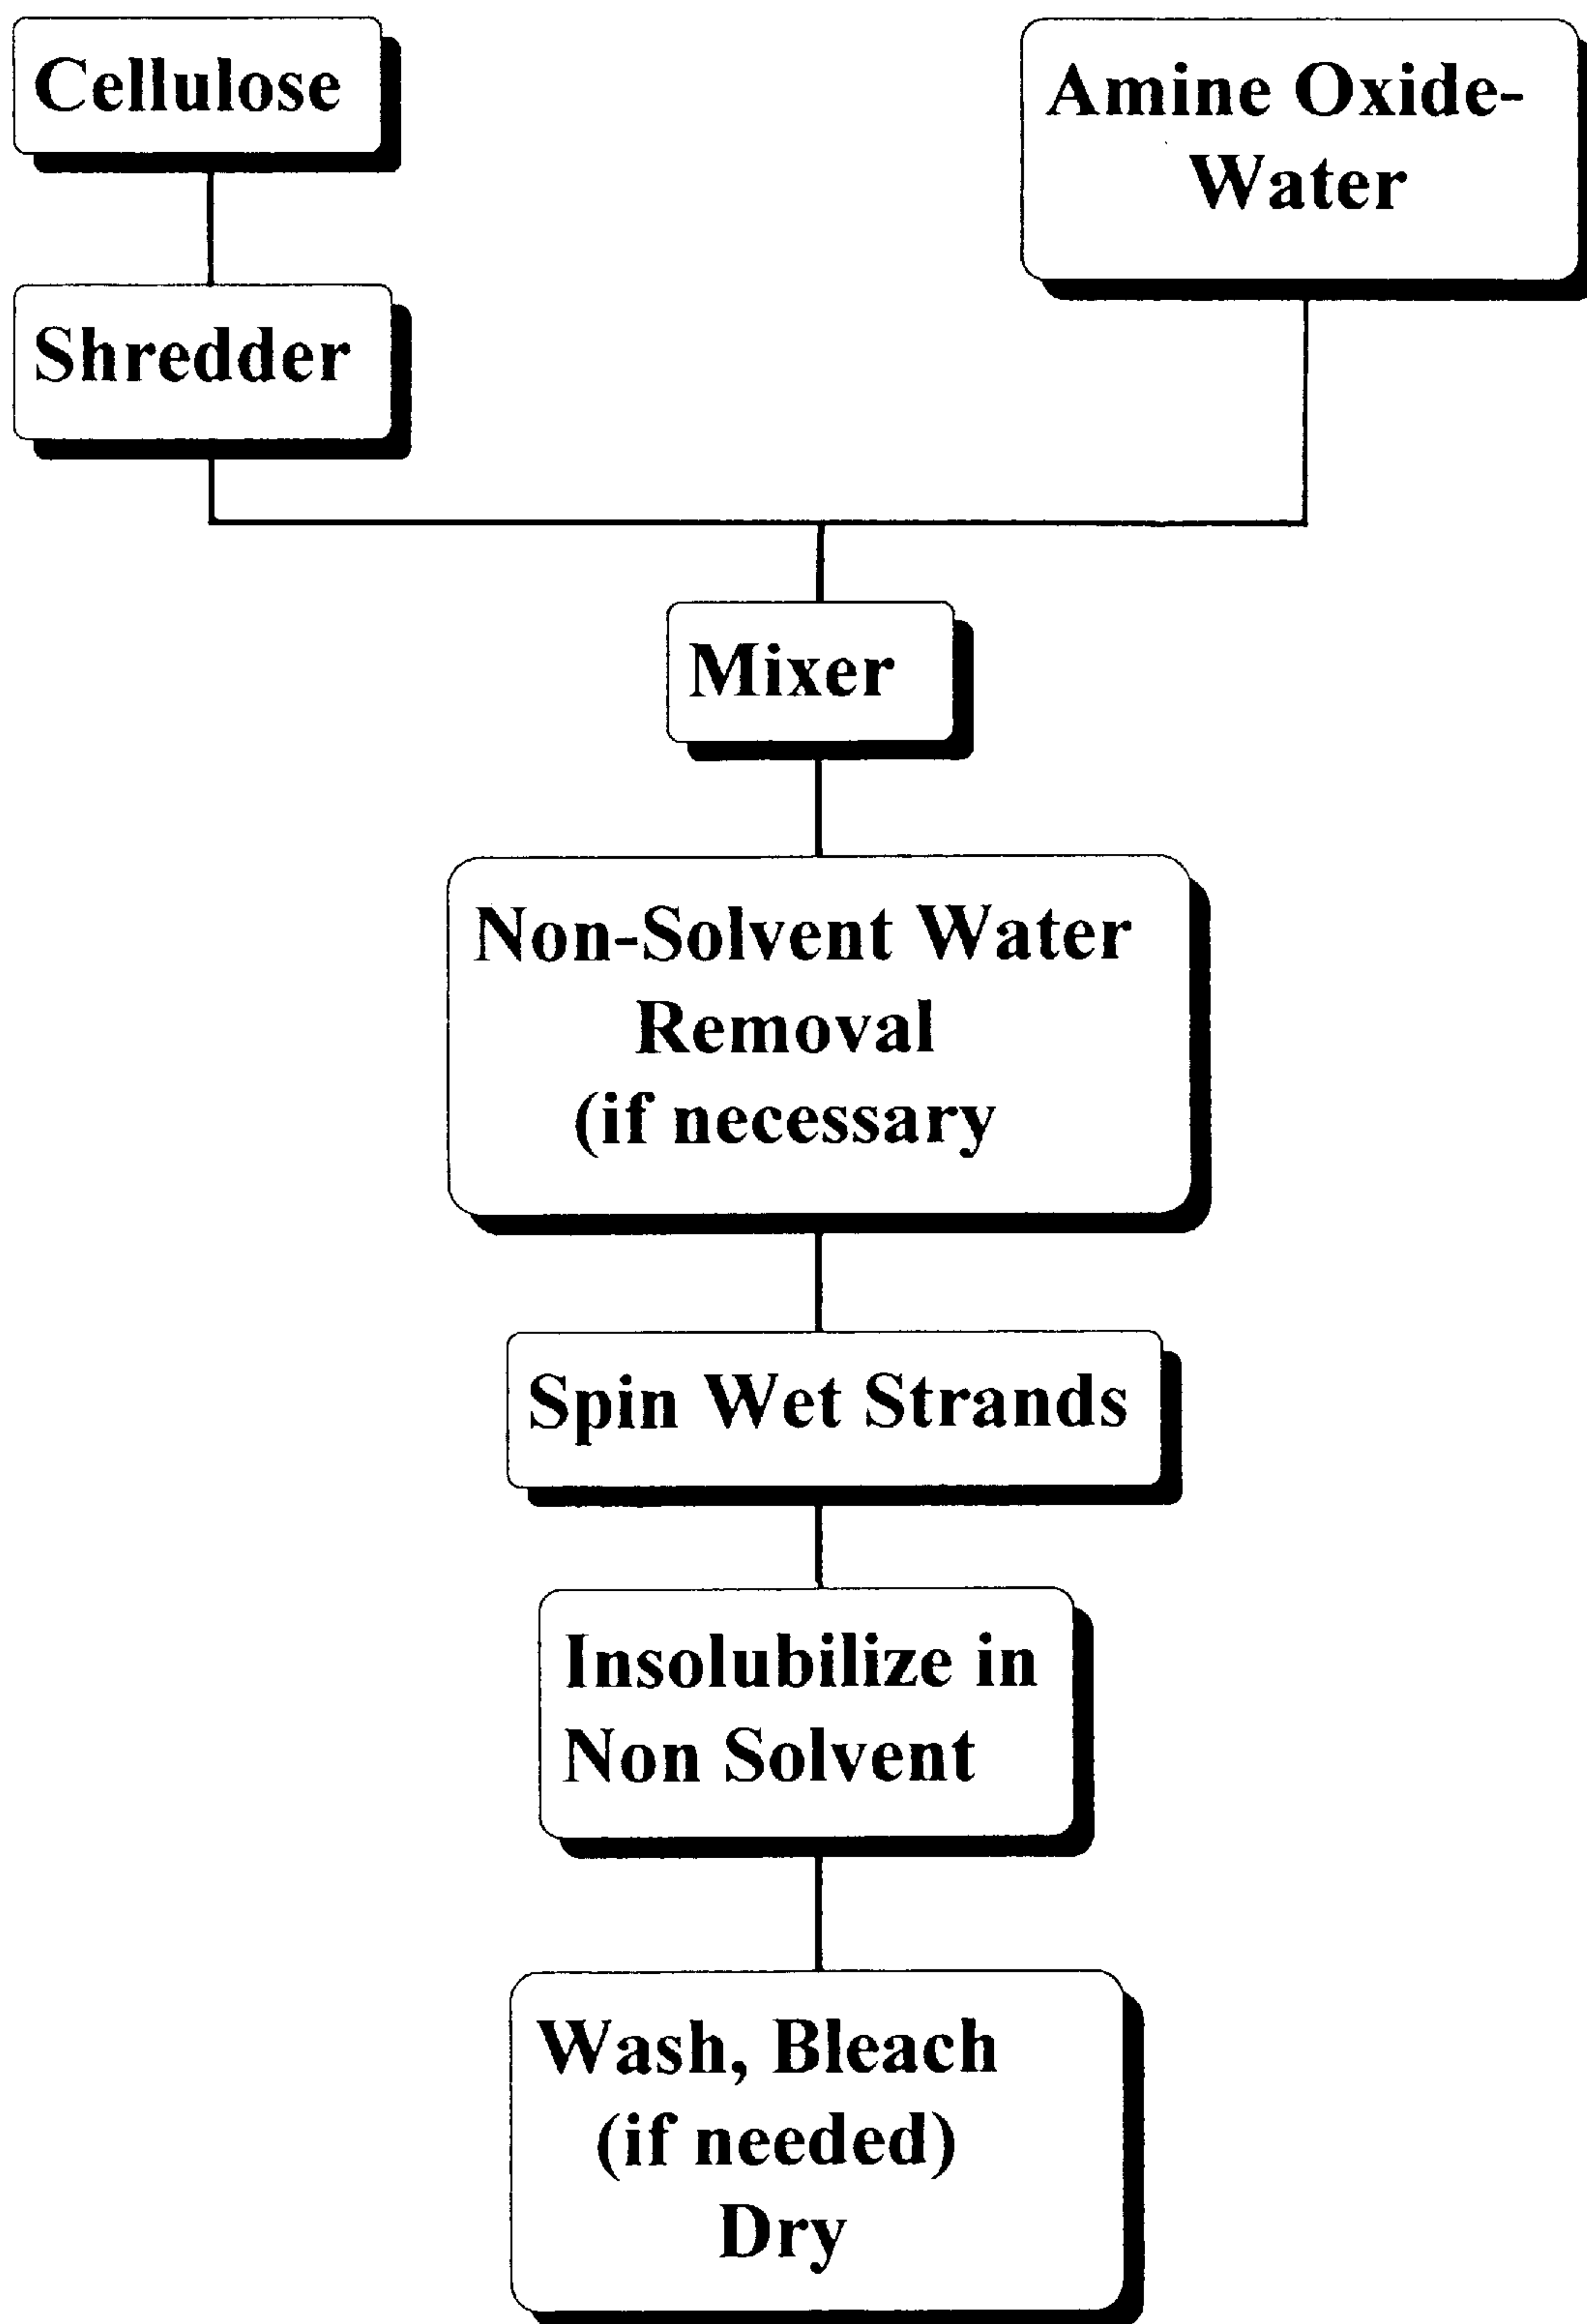 Cellulose
Amine Oxide-
Water
Shredder
Mixer
Non-Solvent Water
Removal
(if necessary
Spin Wet Strands
Insolubilize in
Non Solvent
Wash, Bleach
(if needed)
Dry